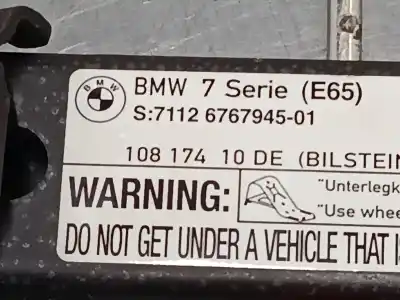 BMW
BMW 7 Serie (E65)
S:7112 6767945-01
108 174 10 DE (BILSTEIN
WARNING:
"Unterlegk
"Use whee
DO NOT GET UNDER A VEHICLE THAT IS